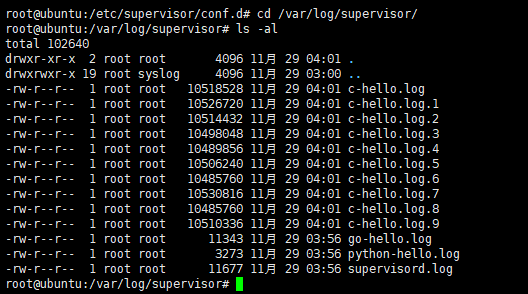 root@ubuntu:/etc/supervisor/conf.d# cd /var/log/supervisor/
root@ubuntu:/var/log/supervisor# ls -al
total 102640
drwxr-xr-x  2 root root       4096 11月 29 04:01 .
drwxrwxr-x 19 root syslog     4096 11月 29 03:00 ..
-rw-r--r--  1 root root   10518528 11月 29 04:01 c-hello.log
-rw-r--r--  1 root root   10526720 11月 29 04:01 c-hello.log.1
-rw-r--r--  1 root root   10514432 11月 29 04:01 c-hello.log.2
-rw-r--r--  1 root root   10498048 11月 29 04:01 c-hello.log.3
-rw-r--r--  1 root root   10489856 11月 29 04:01 c-hello.log.4
-rw-r--r--  1 root root   10506240 11月 29 04:01 c-hello.log.5
-rw-r--r--  1 root root   10485760 11月 29 04:01 c-hello.log.6
-rw-r--r--  1 root root   10530816 11月 29 04:01 c-hello.log.7
-rw-r--r--  1 root root   10485760 11月 29 04:01 c-hello.log.8
-rw-r--r--  1 root root   10510336 11月 29 04:01 c-hello.log.9
-rw-r--r--  1 root root      11343 11月 29 03:56 go-hello.log
-rw-r--r--  1 root root       3273 11月 29 03:56 python-hello.log
-rw-r--r--  1 root root      11677 11月 29 03:56 supervisord.log
root@ubuntu:/var/log/supervisor#